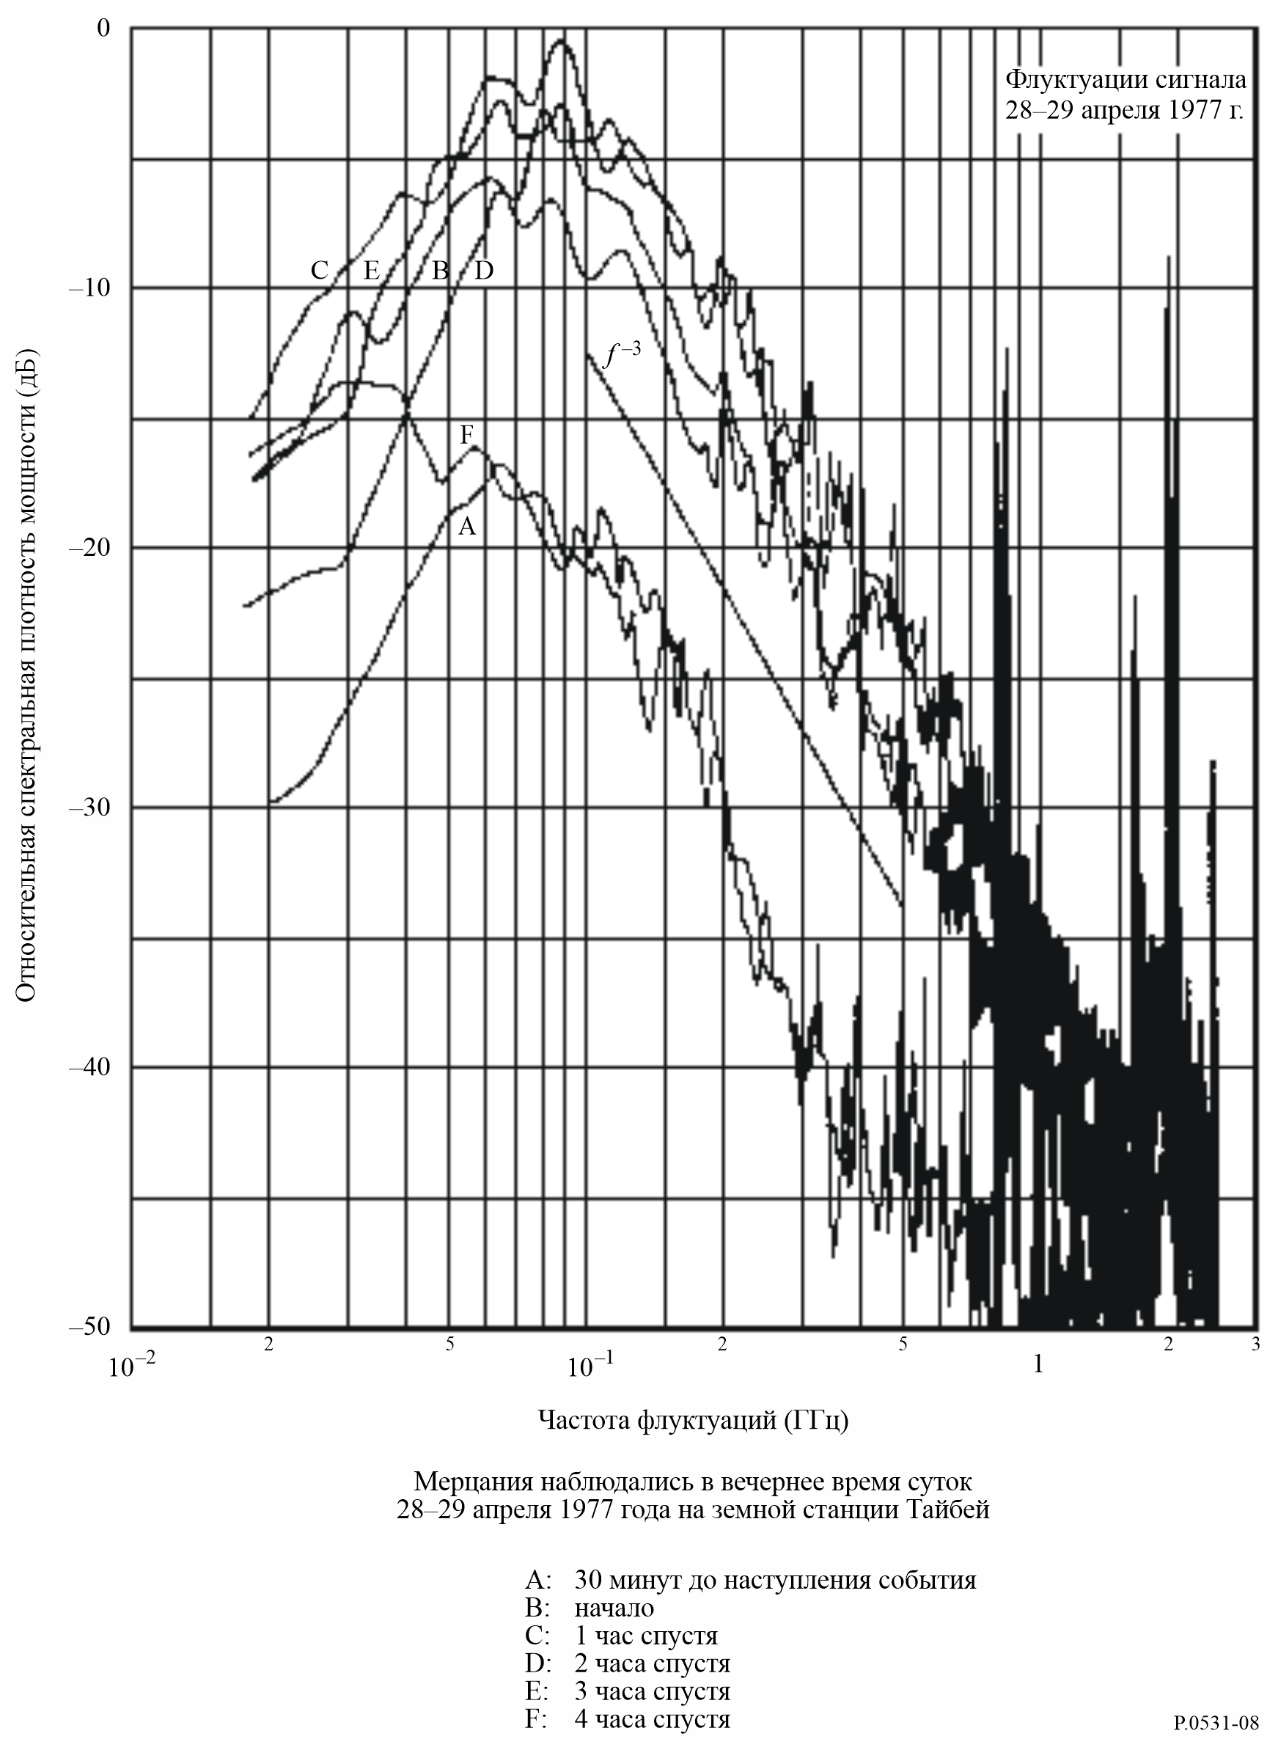 0
–10
–20
–30
–40
–50
Относительная спектральная плотность мощности (дБ)
Флуктуации сигнала
28–29 апреля 1977 г.
C
E
B
D
f –3
F
A
10–2
2
5
10–1
2
5
1
2
3
Частота флуктуаций (ГГц)
Мерцания наблюдались в вечернее время суток
28–29 апреля 1977 года на земной станции Тайбей
A: 30 минут до наступления события
B: начало
C: 1 час спустя
D: 2 часа спустя
E: 3 часа спустя
F: 4 часа спустя
P.0531-08